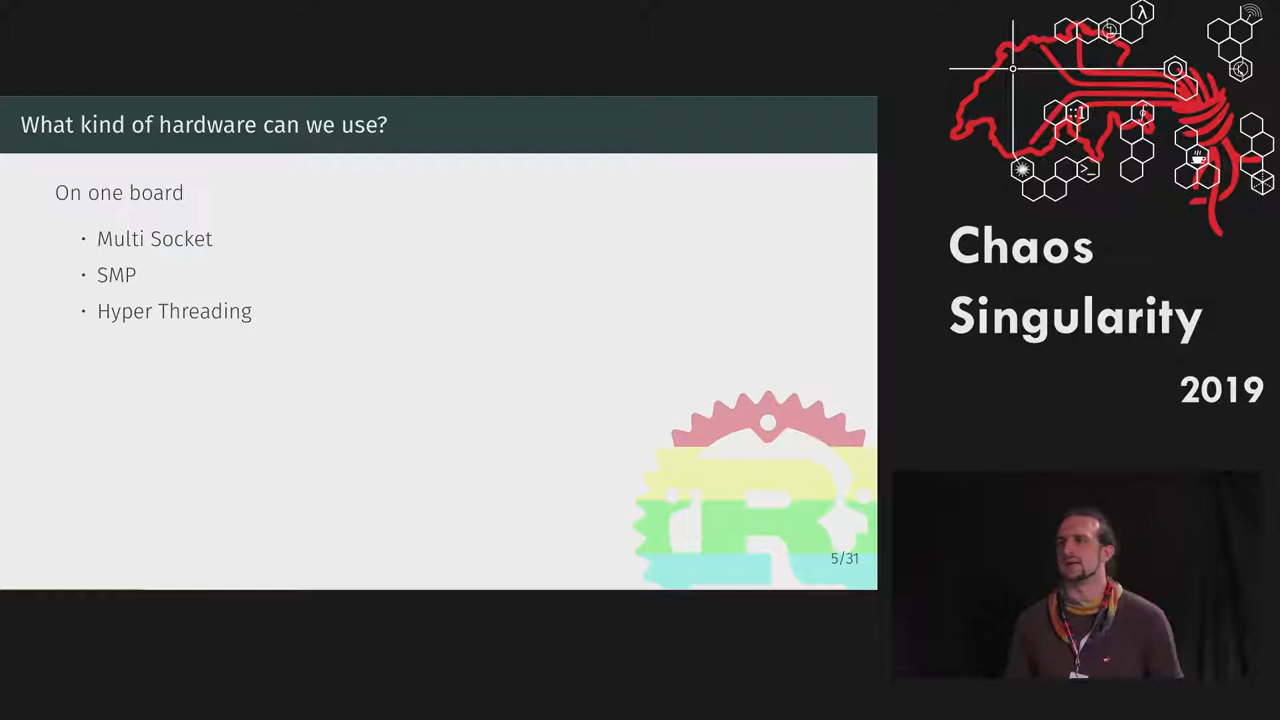 What kind of hardware can we use?
On one board
· Multi Socket
· SMP
· Hyper Threading
5/31
R
λ
:::1
>_
Chaos
Singularity
2019